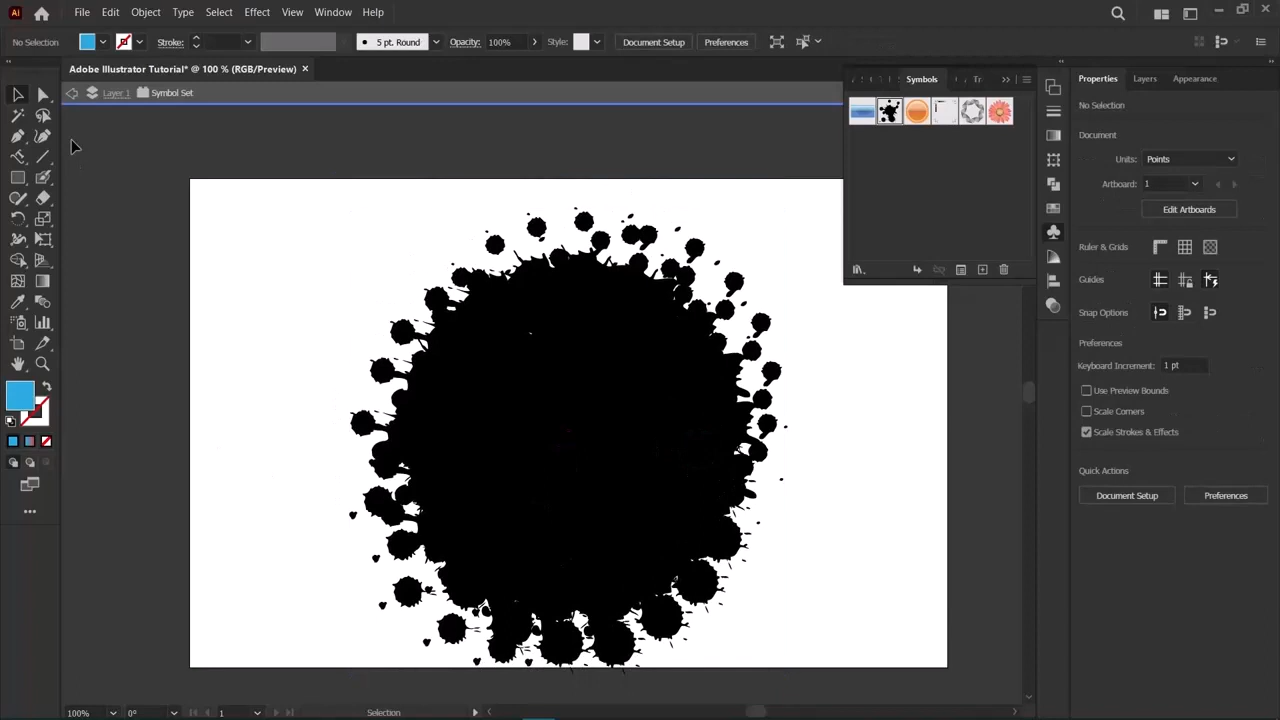 Ai File Edit Object Type Select Effect View Window Help
No Selection Stroke: 5 pt. Round Opacity: 100% Style: Document Setup Preferences
Adobe Illustrator Tutorial* @ 100 % (RGB/Preview) ×
Symbols Tr
Properties Layers Appearance
Layer 1 Symbol Set
No Selection
Document
Units: Points
Artboard: 1
Edit Artboards
Ruler & Grids
Guides
Snap Options
Preferences
Keyboard Increment: 1 pt
Use Preview Bounds
Scale Corners
Scale Strokes & Effects
Quick Actions
Document Setup Preferences
100% 0° 1 Selection